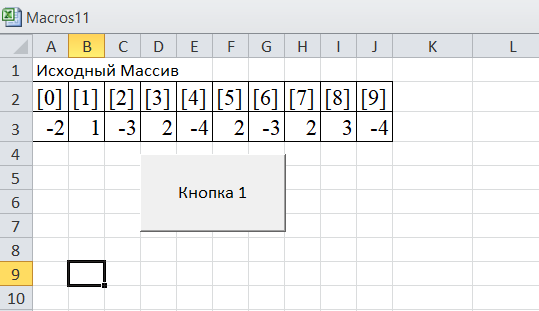 Macros11
A B C D E F G H I J K L
1 Исходный Массив
2 [0] [1] [2] [3] [4] [5] [6] [7] [8] [9]
3 -2 1 -3 2 -4 2 -3 2 3 -4
4
5
Кнопка 1
6
7
8
9
10